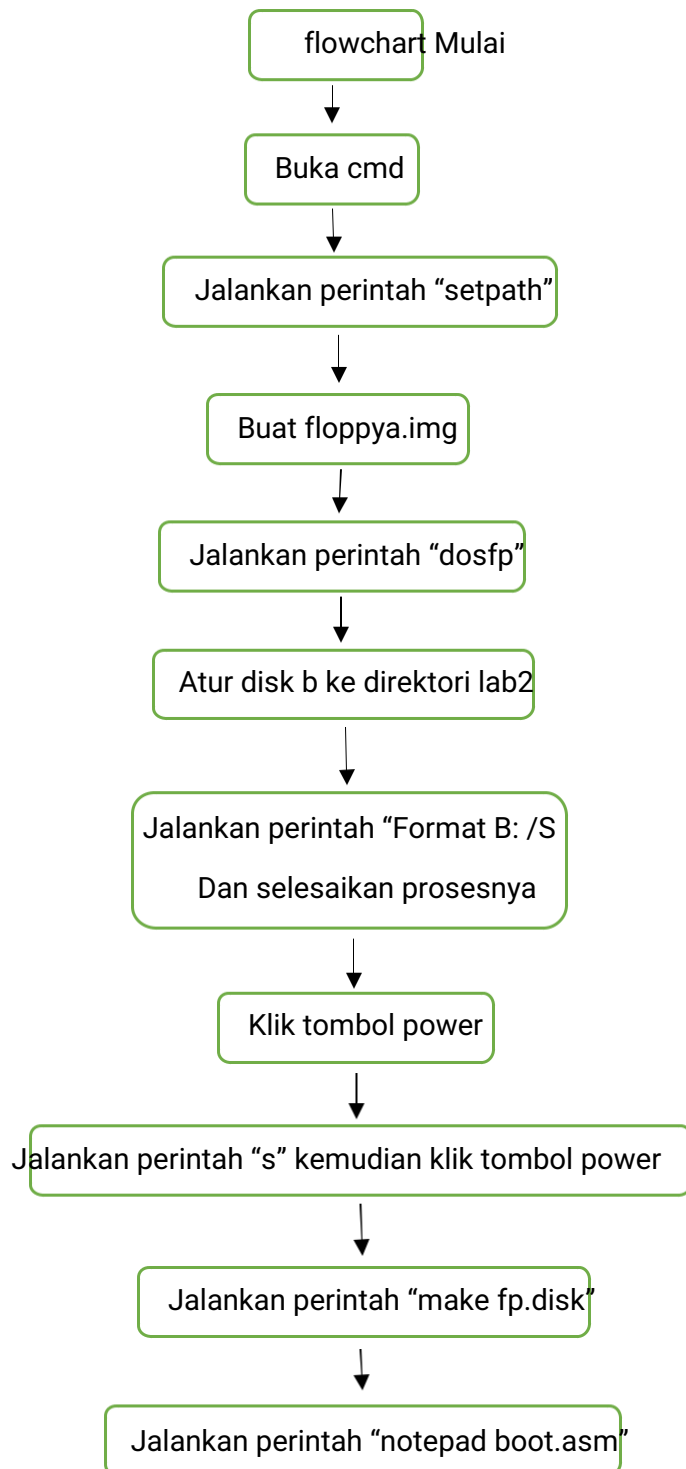 flowchart Mulai
Buka cmd
Jalankan perintah “setpath”
Buat floppya.img
Jalankan perintah “dosfp”
Atur disk b ke direktori lab2
Jalankan perintah “Format B: /S
Dan selesaikan prosesnya
Klik tombol power
Jalankan perintah “s” kemudian klik tombol power
Jalankan perintah “make fp.disk”
Jalankan perintah “notepad boot.asm”